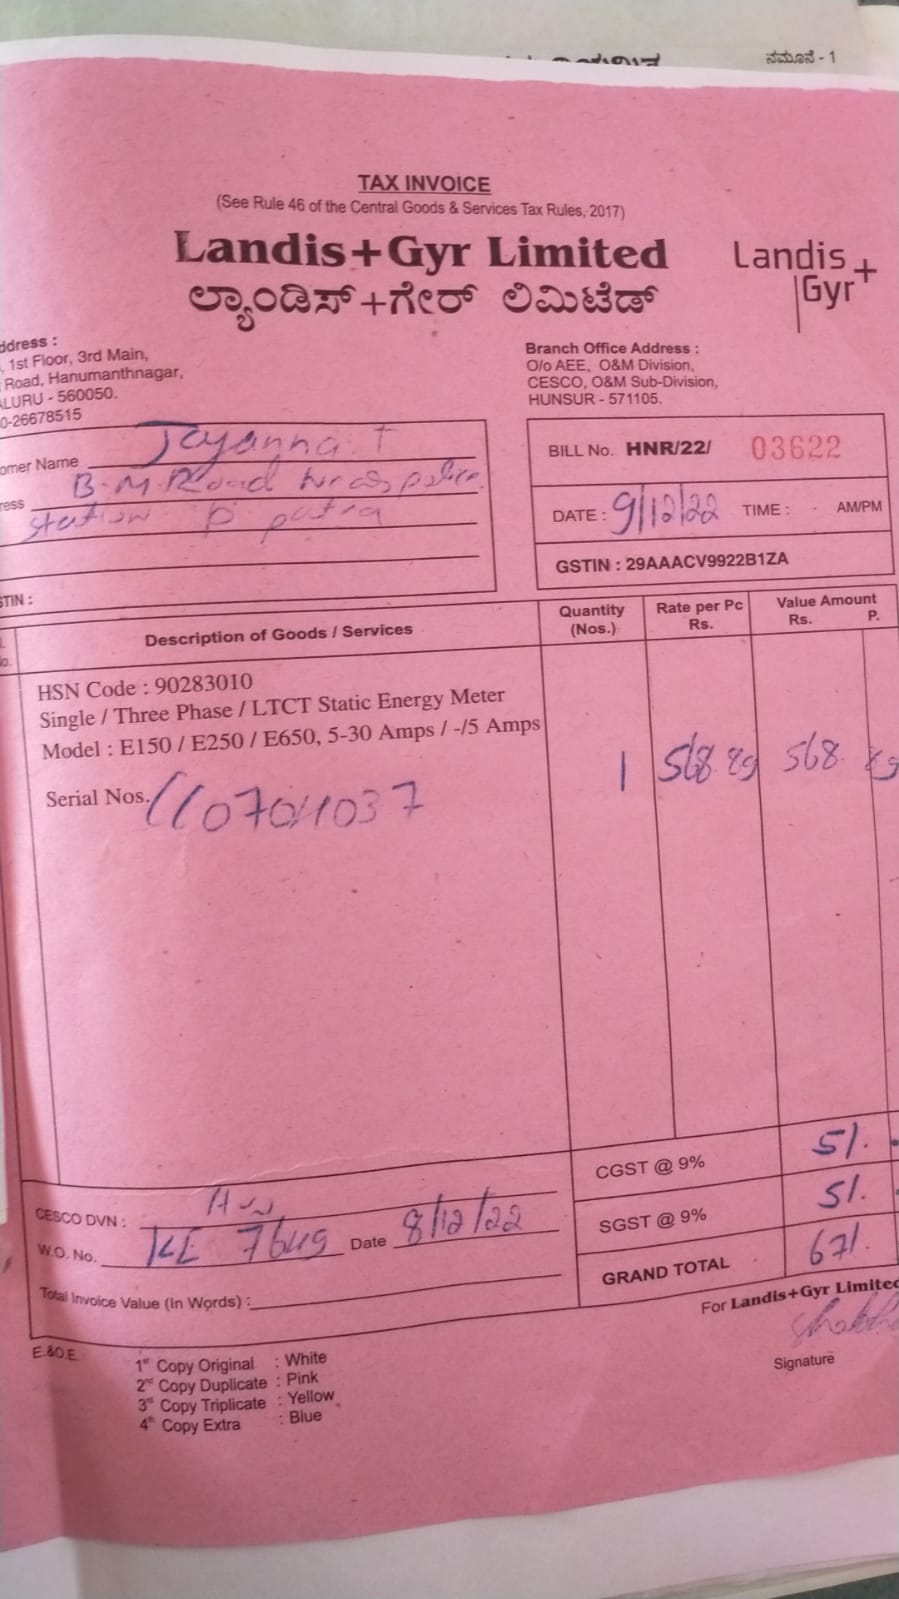 ನಮೂನೆ - 1
TAX INVOICE
(See Rule 46 of the Central Goods & Services Tax Rules, 2017)
Landis+Gyr Limited
ಲ್ಯಾಂಡಿಸ್+ಗೇರ್ ಲಿಮಿಟೆಡ್
Landis+
Gyr
ddress :
, 1st Floor, 3rd Main,
Road, Hanumanthnagar,
ALURU - 560050.
0-26678515
Branch Office Address :
O/o AEE, O&M Division,
CESCO, O&M Sub-Division,
HUNSUR - 571105.
omer Name Jayanna. T
ress B.M Road police
station P patna
STIN :
BILL No. HNR/22/ 03622
DATE : 9/12/22 TIME : AM/PM
GSTIN : 29AAACV9922B1ZA
Description of Goods / Services
Quantity (Nos.)
Rate per Pc Rs.
Value Amount Rs. P.
HSN Code : 90283010
Single / Three Phase / LTCT Static Energy Meter
Model : E150 / E250 / E650, 5-30 Amps / -/5 Amps
1 568.89 568. 89
Serial Nos.
CGST @ 9% 51.
SGST @ 9% 51.
GRAND TOTAL 671.
CESCO DVN :
W.O. No. Date 8/12/22
Total Invoice Value (In Words) :
For Landis+Gyr Limited
Signature
E.&O.E.
1st Copy Original : White
2nd Copy Duplicate : Pink
3rd Copy Triplicate : Yellow
4th Copy Extra : Blue